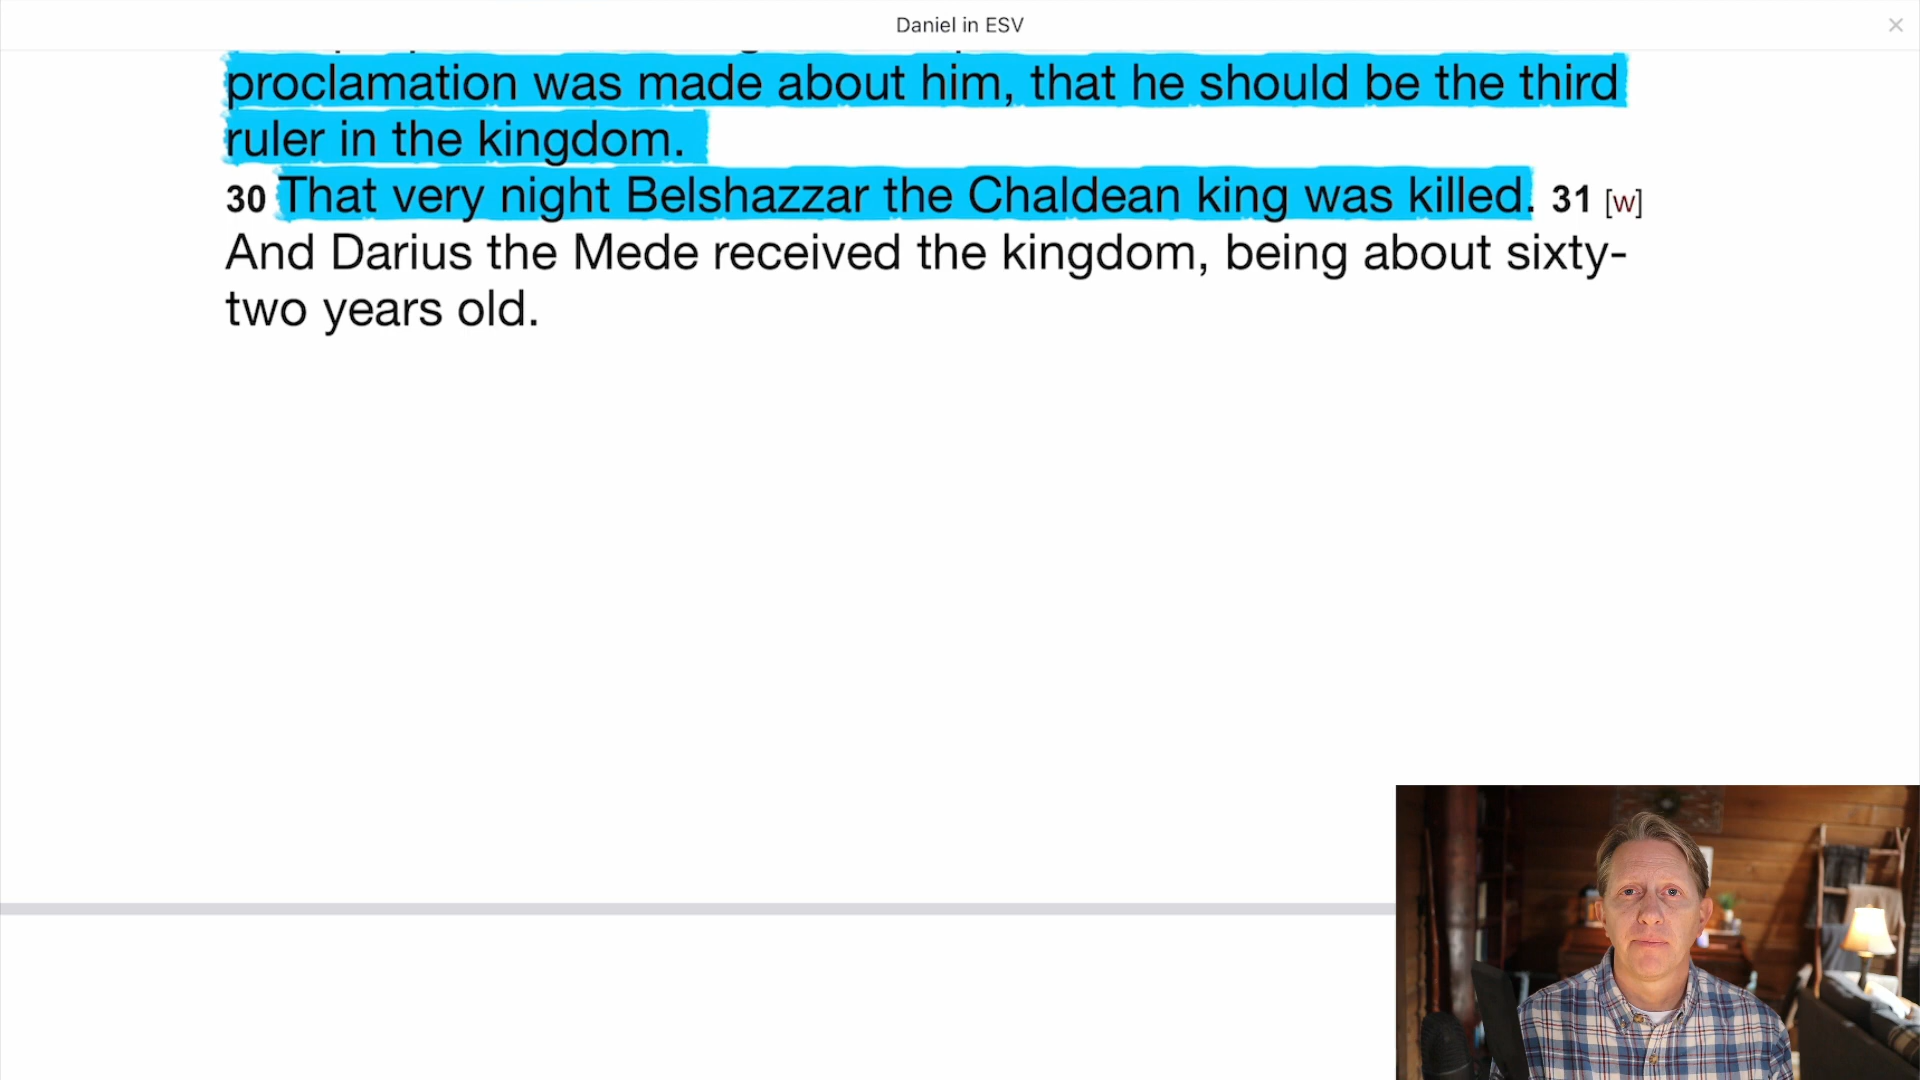 Daniel in ESV
proclamation was made about him, that he should be the third
ruler in the kingdom.
30 That very night Belshazzar the Chaldean king was killed. 31 [w]
And Darius the Mede received the kingdom, being about sixty-
two years old.